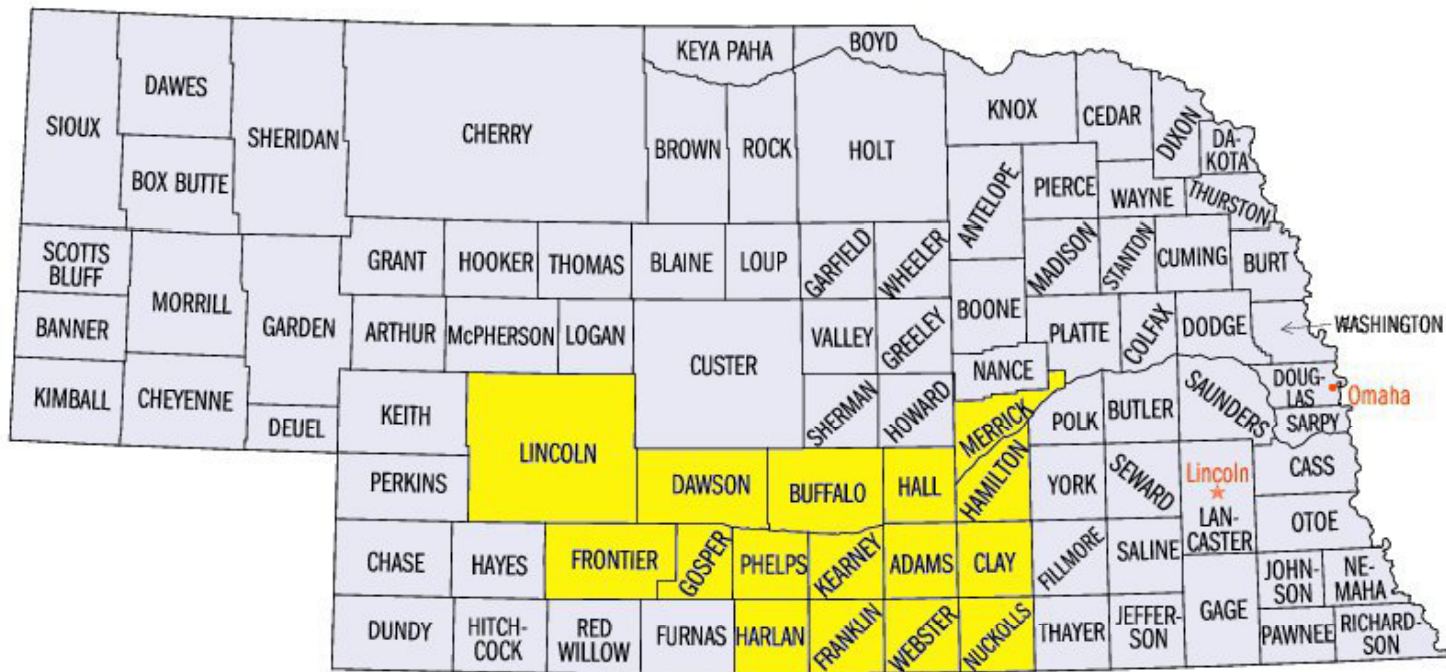 KEYA PAHA
BOYD
DAWES
SIOUX
SHERIDAN
CHERRY
BROWN
ROCK
HOLT
KNOX
CEDAR
DIXON
DA-
KOTA
BOX BUTTE
ANTELOPE
PIERCE
WAYNE
THURSTON
SCOTTS
BLUFF
MORRILL
GRANT
HOOKER
THOMAS
BLAINE
LOUP
GARFIELD
WHEELER
MADISON
STANTON
CUMING
BURT
BANNER
GARDEN
ARTHUR
McPHERSON
LOGAN
CUSTER
VALLEY
GREELEY
BOONE
PLATTE
COLFAX
DODGE
WASHINGTON
KIMBALL
CHEYENNE
DEUEL
KEITH
LINCOLN
SHERMAN
HOWARD
NANCE
MERRICK
POLK
BUTLER
SAUNDERS
DOUG-
LAS
Omaha
SARPY
PERKINS
DAWSON
BUFFALO
HALL
HAMILTON
YORK
SEWARD
Lincoln
LAN-
CASTER
CASS
OTOE
CHASE
HAYES
FRONTIER
GOSPER
PHELPS
KEARNEY
ADAMS
CLAY
FILLMORE
SALINE
JOHN-
SON
NE-
MAHA
DUNDY
HITCH-
COCK
RED
WILLOW
FURNAS
HARLAN
FRANKLIN
WEBSTER
NUCKOLLS
THAYER
JEFFER-
SON
GAGE
PAWNEE
RICHARD-
SON